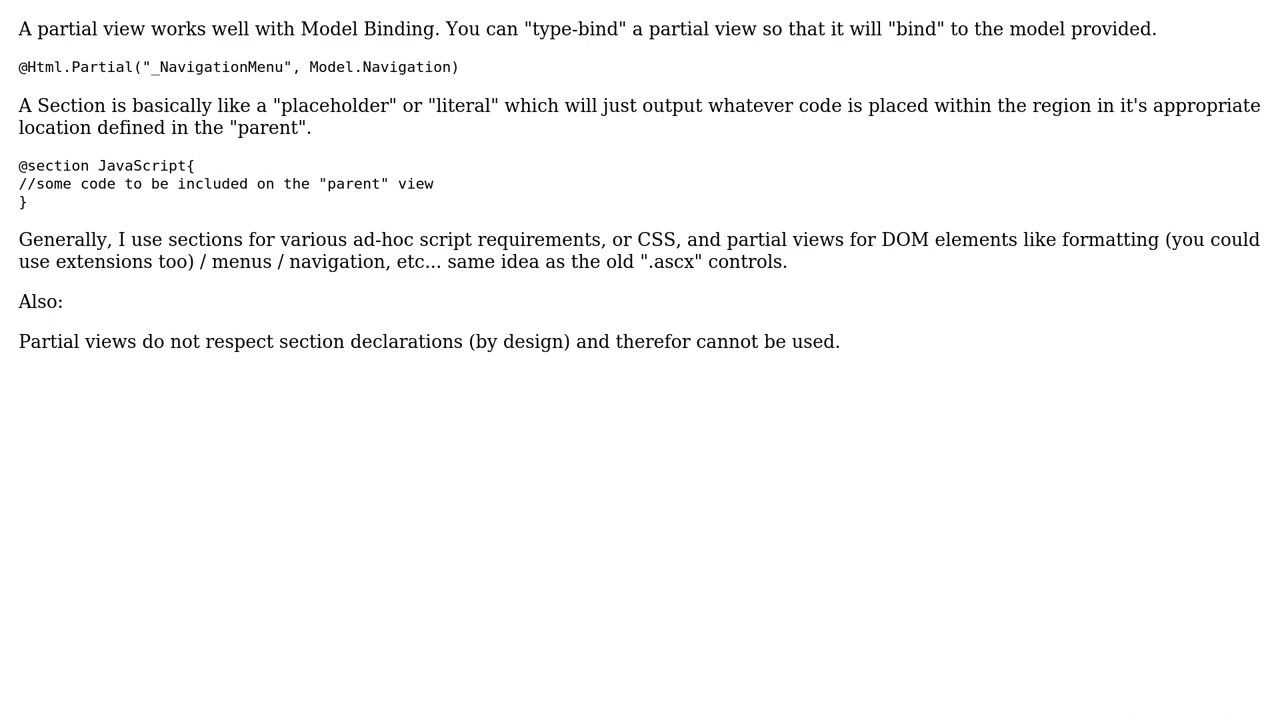 A partial view works well with Model Binding. You can "type-bind" a partial view so that it will "bind" to the model provided.
@Html.Partial("_NavigationMenu", Model.Navigation)
A Section is basically like a "placeholder" or "literal" which will just output whatever code is placed within the region in it's appropriate
location defined in the "parent".
@section JavaScript{
//some code to be included on the "parent" view
}
Generally, I use sections for various ad-hoc script requirements, or CSS, and partial views for DOM elements like formatting (you could
use extensions too) / menus / navigation, etc... same idea as the old ".ascx" controls.
Also:
Partial views do not respect section declarations (by design) and therefor cannot be used.